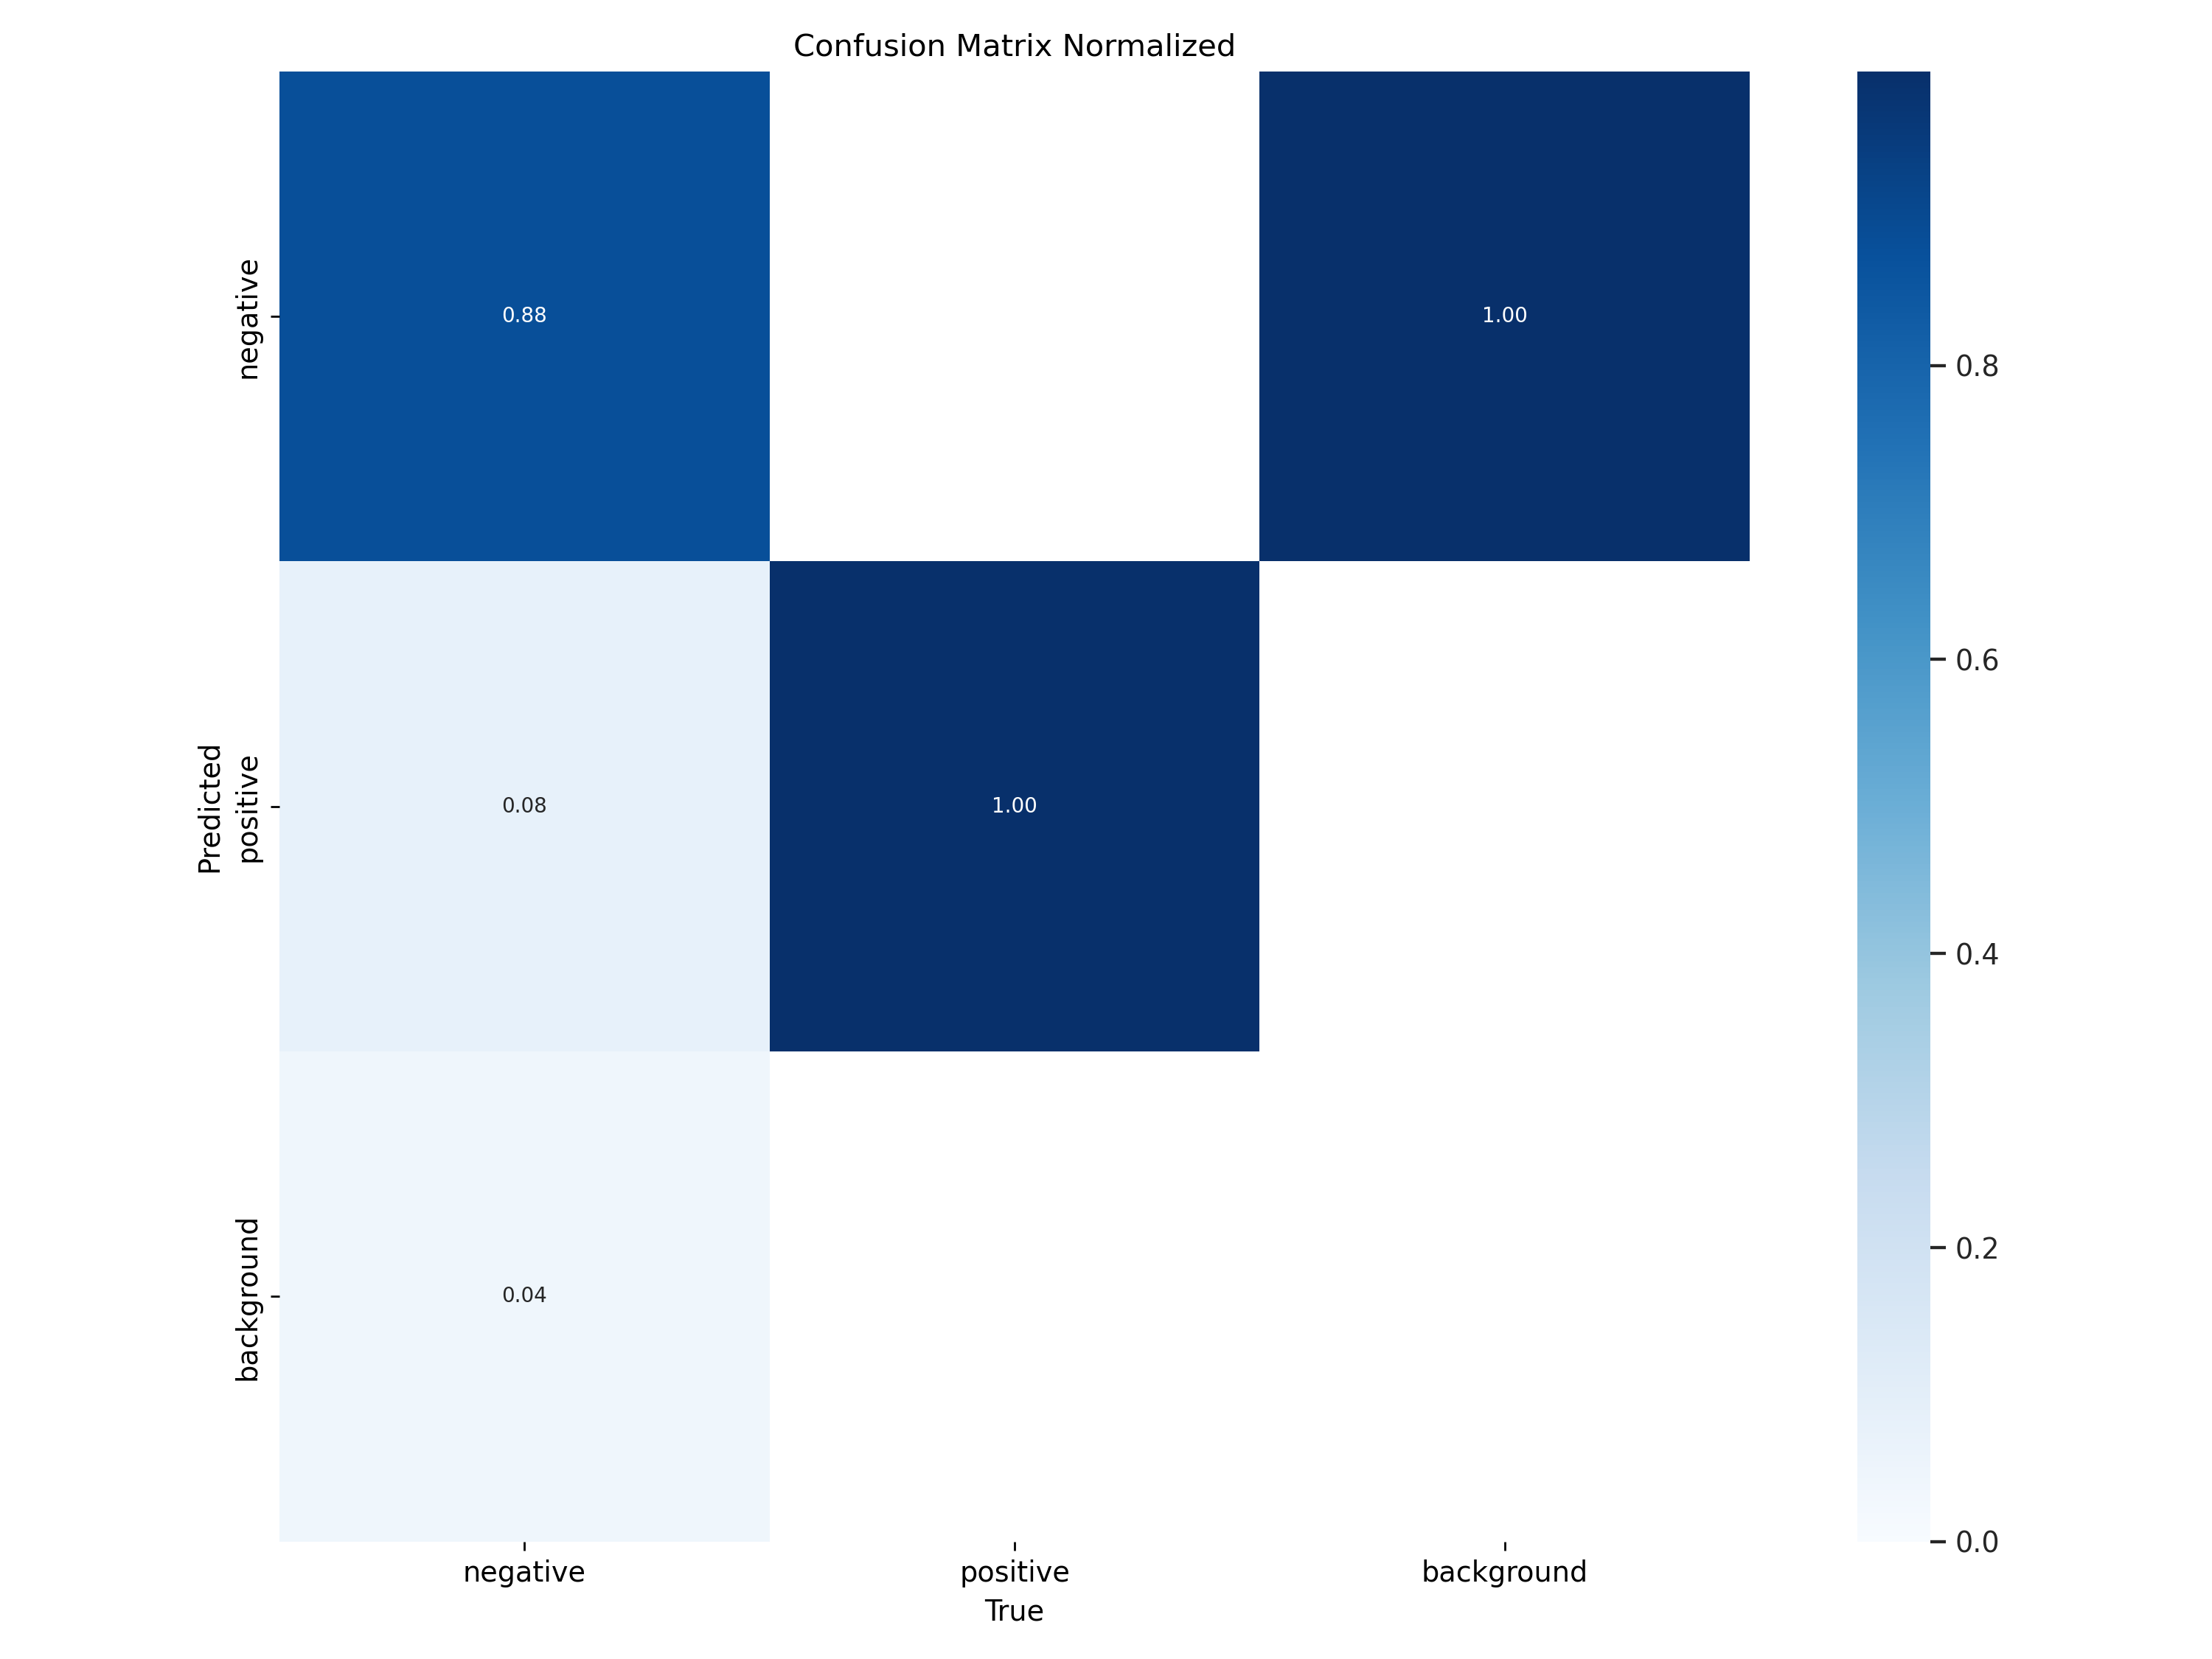 Confusion Matrix Normalized
negative
0.88
1.00
0.8
0.6
Predicted
positive
0.08
1.00
0.4
0.2
background
0.04
0.0
negative
positive
background
True